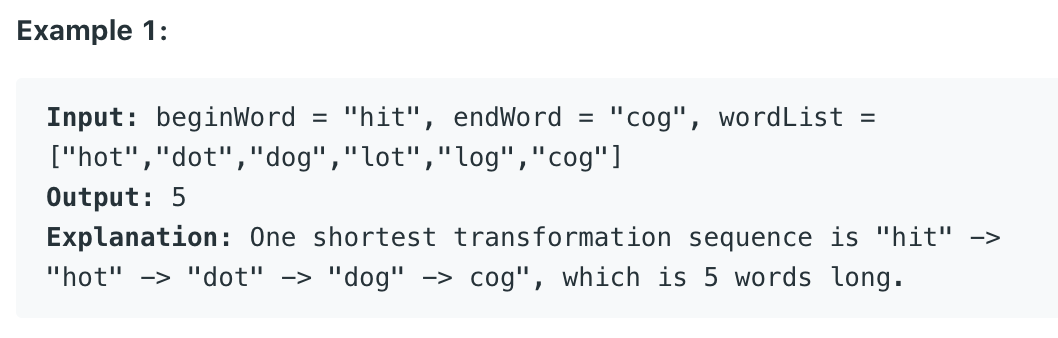 Example 1:
Input: beginWord = "hit", endWord = "cog", wordList =
["hot","dot","dog","lot","log","cog"]
Output: 5
Explanation: One shortest transformation sequence is "hit" ->
"hot" -> "dot" -> "dog" -> cog", which is 5 words long.